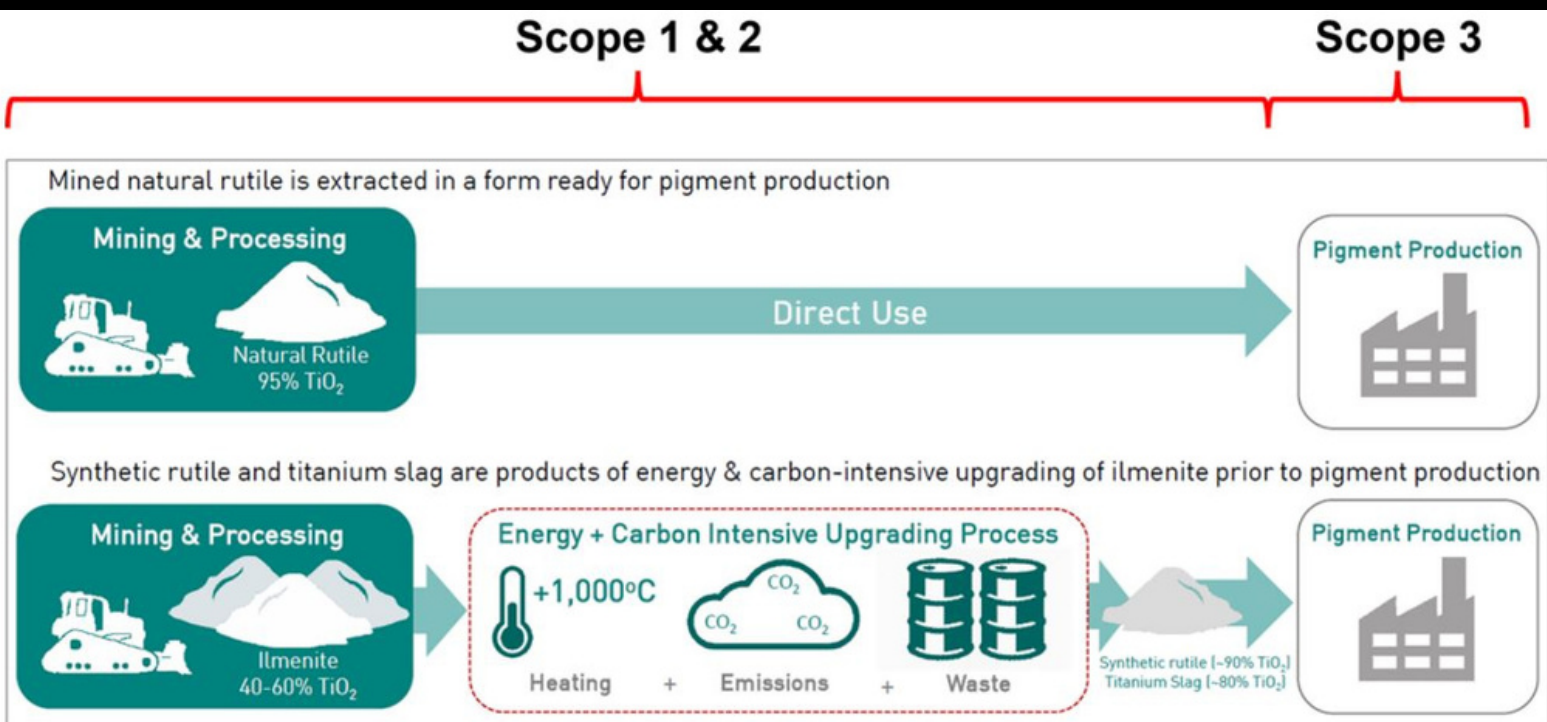 Scope 1 & 2
Scope 3
Mined natural rutile is extracted in a form ready for pigment production
Mining & Processing
Natural Rutile
95% TiO₂
Direct Use
Pigment Production
Synthetic rutile and titanium slag are products of energy & carbon-intensive upgrading of ilmenite prior to pigment production
Mining & Processing
Ilmenite
40-60% TiO₂
Energy + Carbon Intensive Upgrading Process
+1,000ºC
CO₂
CO₂
CO₂
Heating + Emissions + Waste
Synthetic rutile (~90% TiO₂)
Titanium Slag (~80% TiO₂)
Pigment Production